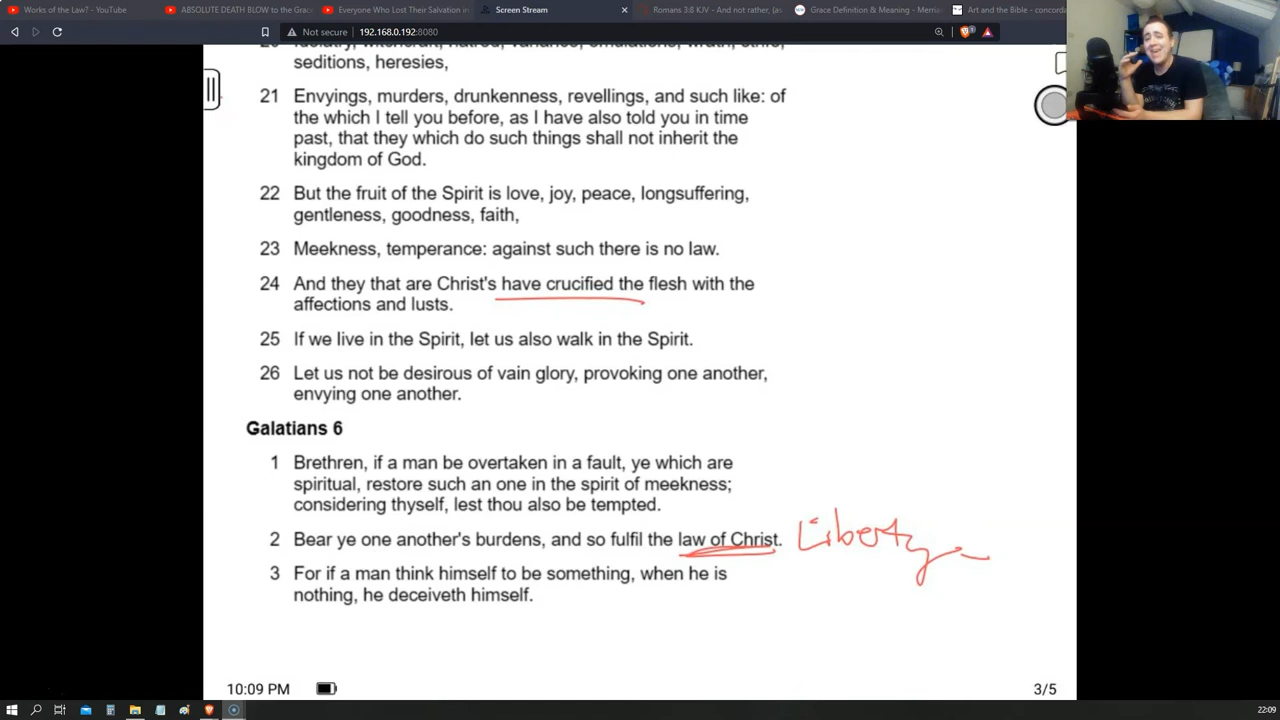 Works of the Law? - YouTube
ABSOLUTE DEATH BLOW to the Grac
Everyone Who Lost Their Salvation in
Screen Stream
Romans 3:8 KJV - And not rather, (as
Grace Definition & Meaning - Merria
Art and the Bible - concorda
Not secure 192.168.0.192:8080
seditions, heresies,
21 Envyings, murders, drunkenness, revellings, and such like: of
the which I tell you before, as I have also told you in time
past, that they which do such things shall not inherit the
kingdom of God.
22 But the fruit of the Spirit is love, joy, peace, longsuffering,
gentleness, goodness, faith,
23 Meekness, temperance: against such there is no law.
24 And they that are Christ's have crucified the flesh with the
affections and lusts.
25 If we live in the Spirit, let us also walk in the Spirit.
26 Let us not be desirous of vain glory, provoking one another,
envying one another.
Galatians 6
1 Brethren, if a man be overtaken in a fault, ye which are
spiritual, restore such an one in the spirit of meekness;
considering thyself, lest thou also be tempted.
2 Bear ye one another's burdens, and so fulfil the law of Christ. Liberty
3 For if a man think himself to be something, when he is
nothing, he deceiveth himself.
10:09 PM
3/5
22:09